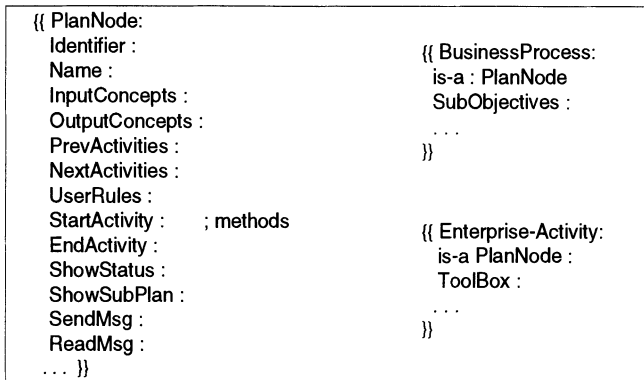 {{ PlanNode:
Identifier :
Name :
InputConcepts :
OutputConcepts :
PrevActivities :
NextActivities :
UserRules :
StartActivity : ; methods
EndActivity :
ShowStatus :
ShowSubPlan :
SendMsg :
ReadMsg :
. . . }}
{{ BusinessProcess:
is-a : PlanNode
SubObjectives :
. . .
}}
{{ Enterprise-Activity:
is-a PlanNode :
ToolBox :
. . .
}}